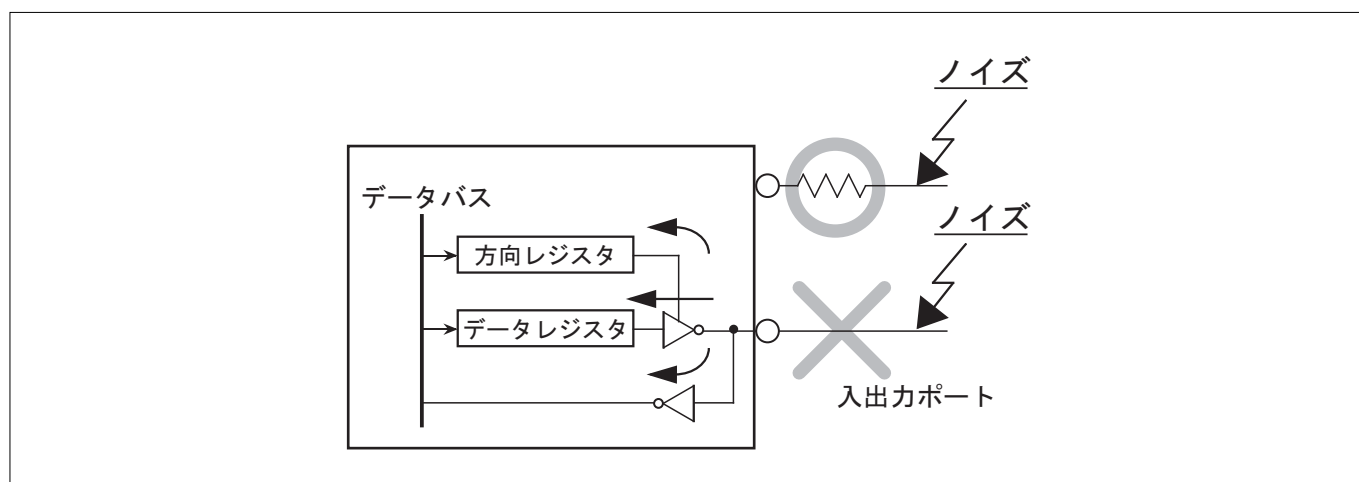 ノイズ
データバス
ノイズ
方向レジスタ
データレジスタ
入出力ポート